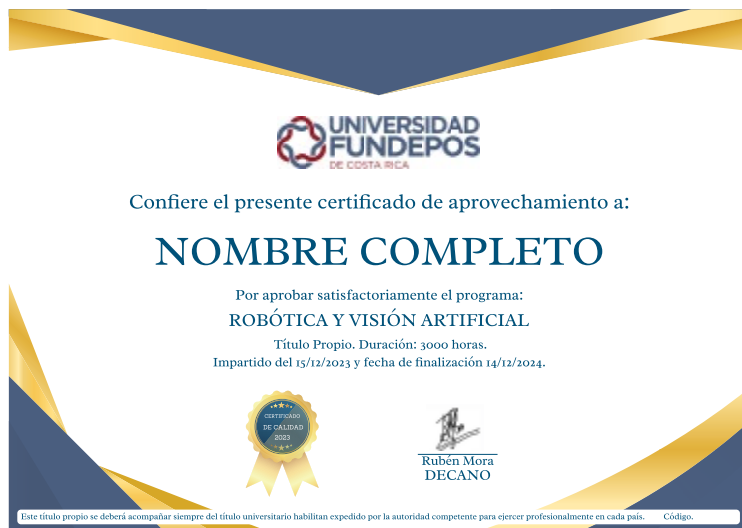 UNIVERSIDAD
FUNDEPOS
DE COSTA RICA
Confiere el presente certificado de aprovechamiento a:
NOMBRE COMPLETO
Por aprobar satisfactoriamente el programa:
ROBÓTICA Y VISIÓN ARTIFICIAL
Título Propio. Duración: 3000 horas.
Impartido del 15/12/2023 y fecha de finalización 14/12/2024.
CERTIFICADO
DE CALIDAD
2023
Rubén Mora
DECANO
Este título propio se deberá acompañar siempre del título universitario habilitan expedido por la autoridad competente para ejercer profesionalmente en cada país. Código.